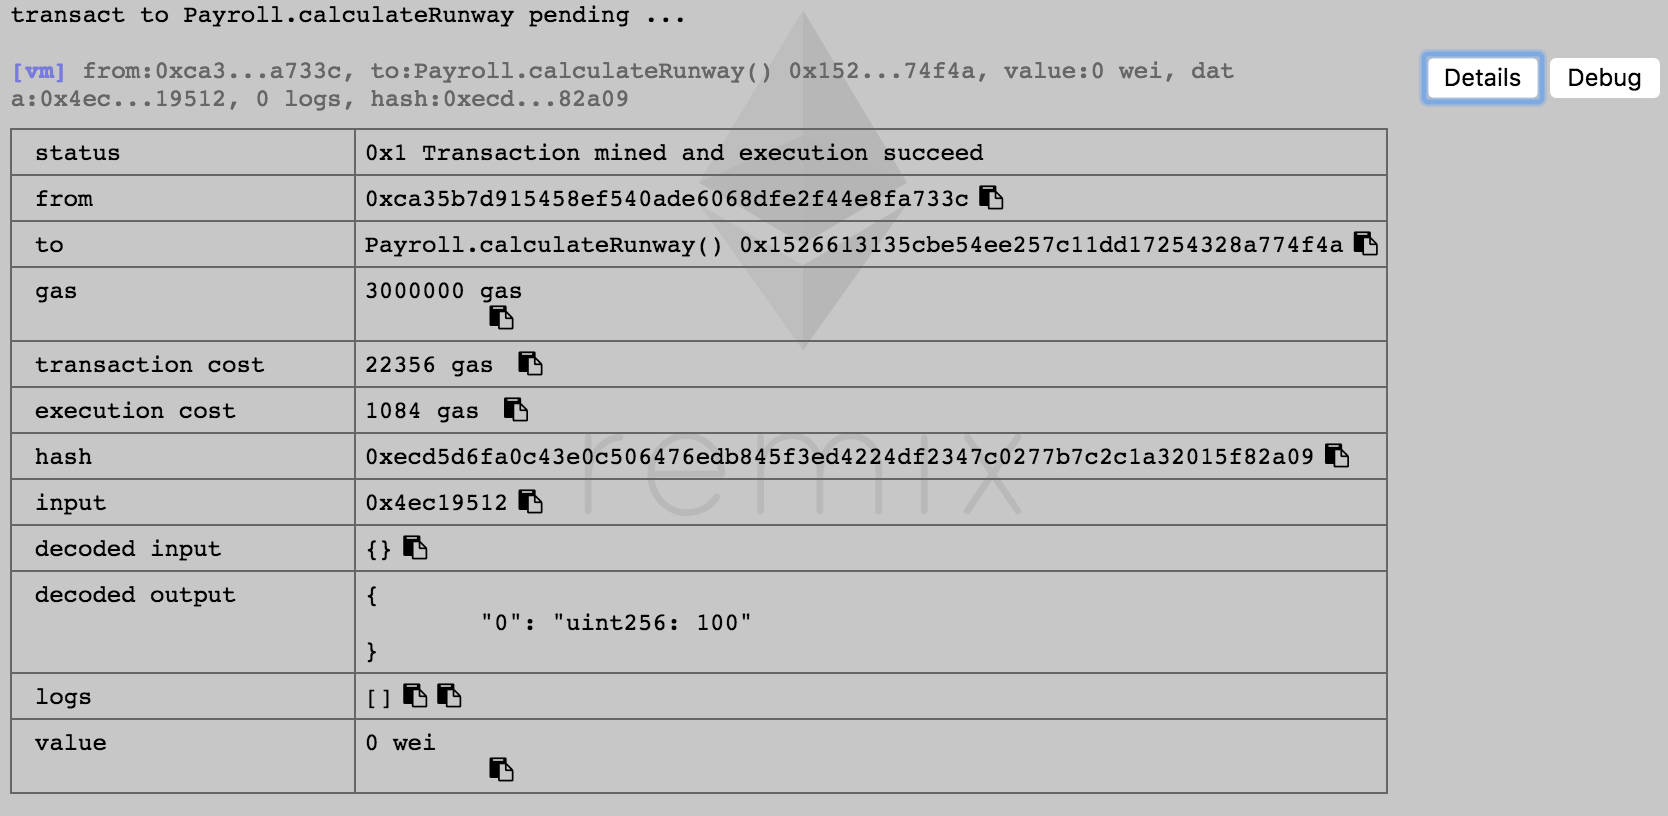 transact to Payroll.calculateRunway pending ...
[vm] from:0xca3...a733c, to:Payroll.calculateRunway() 0x152...74f4a, value:0 wei, dat
a:0x4ec...19512, 0 logs, hash:0xecd...82a09
Details Debug
status 0x1 Transaction mined and execution succeed
from 0xca35b7d915458ef540ade6068dfe2f44e8fa733c
to Payroll.calculateRunway() 0x1526613135cbe54ee257c11dd17254328a774f4a
gas 3000000 gas
transaction cost 22356 gas
execution cost 1084 gas
hash 0xecd5d6fa0c43e0c506476edb845f3ed4224df2347c0277b7c2c1a32015f82a09
remix
input 0x4ec19512
decoded input {}
decoded output {
"0": "uint256: 100"
}
logs []
value 0 wei